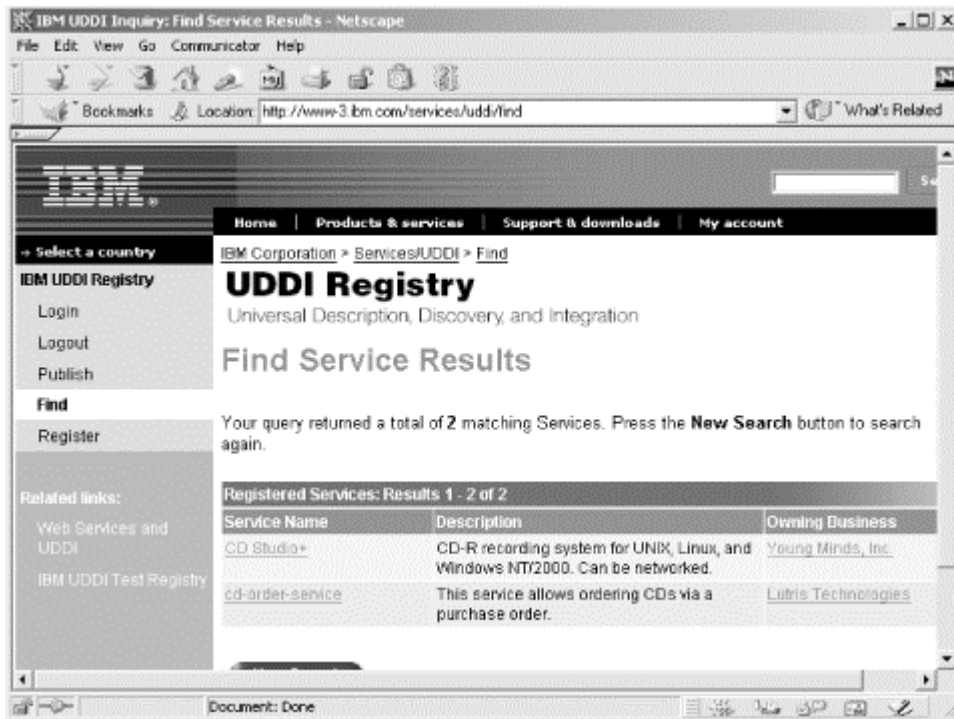 IBM UDDI Inquiry: Find Service Results - Netscape
File Edit View Go Communicator Help
Bookmarks Location: http://www-3.ibm.com/services/uddi/find What's Related
IBM
Home | Products & services | Support & downloads | My account
Select a country
IBM Corporation > Services/UDDI > Find
IBM UDDI Registry
UDDI Registry
Login
Universal Description, Discovery, and Integration
Logout
Find Service Results
Publish
Find
Your query returned a total of 2 matching Services. Press the New Search button to search
Register
again.
Related links:
Registered Services: Results 1 - 2 of 2
Service Name Description Owning Business
Web Services and
UDDI
CD Studio+ CD-R recording system for UNIX, Linux, and Young Minds, Inc.
Windows NT/2000. Can be networked.
IBM UDDI Test Registry
cd-order-service This service allows ordering CDs via a Lutris Technologies
purchase order.
Document: Done